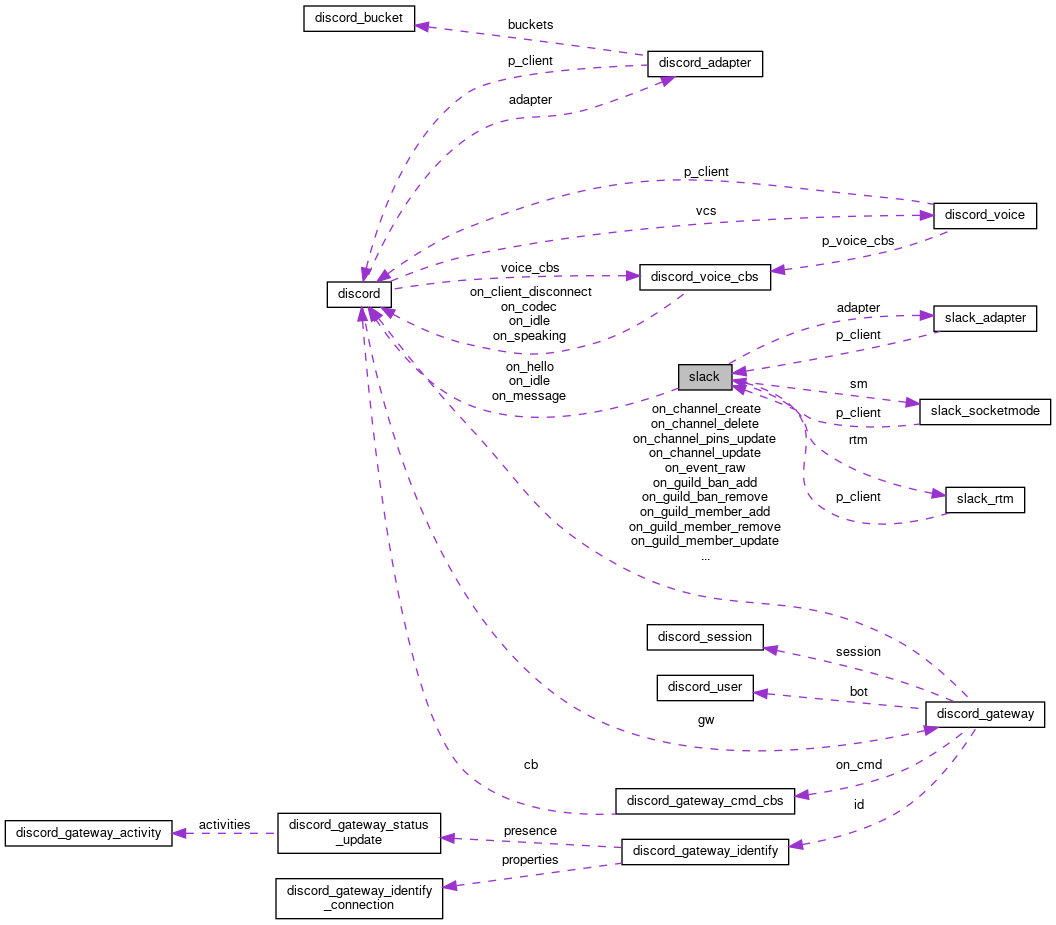 discord_bucket
buckets
discord_adapter
p_client
adapter
p_client
vcs
discord_voice
p_voice_cbs
voice_cbs
discord_voice_cbs
discord
on_client_disconnect
on_codec
on_idle
on_speaking
adapter
slack_adapter
p_client
on_hello
on_idle
on_message
slack
sm
slack_socketmode
p_client
rtm
on_channel_create
on_channel_delete
on_channel_pins_update
on_channel_update
on_event_raw
on_guild_ban_add
on_guild_ban_remove
on_guild_member_add
on_guild_member_remove
on_guild_member_update
...
p_client
slack_rtm
discord_session
session
discord_user
bot
discord_gateway
gw
cb
on_cmd
discord_gateway_cmd_cbs
id
discord_gateway_activity
activities
discord_gateway_status
_update
presence
discord_gateway_identify
properties
discord_gateway_identify
_connection